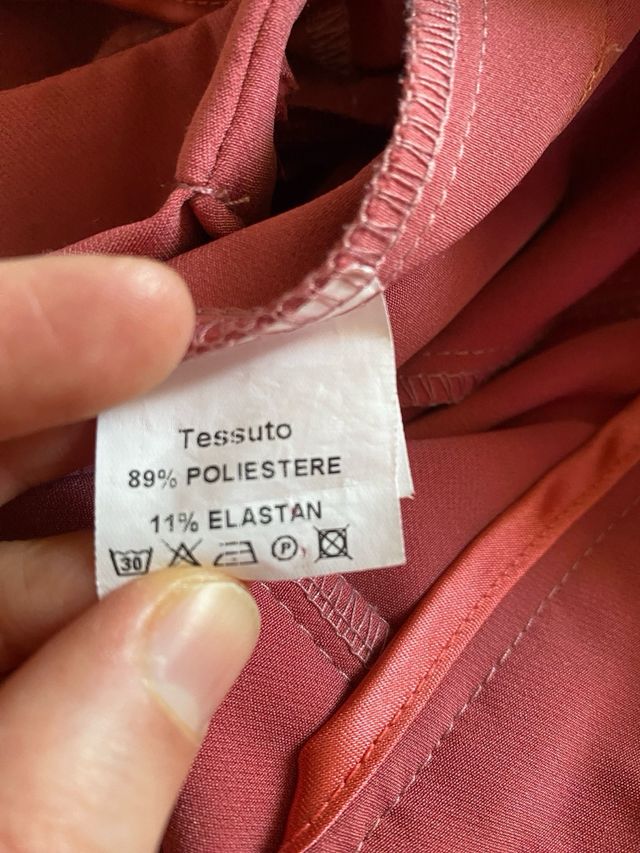 Tessuto
89% POLIESTERE
11% ELASTAN
30 P